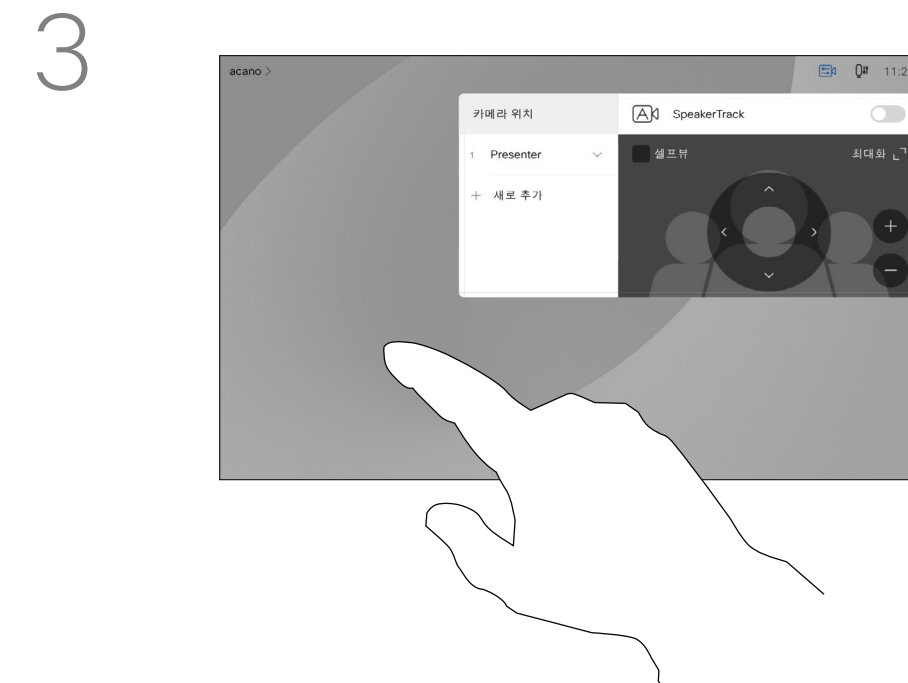 3
acano >
11:2
카메라 위치
SpeakerTrack
1 Presenter
셀프뷰
최대화
+ 새로 추가